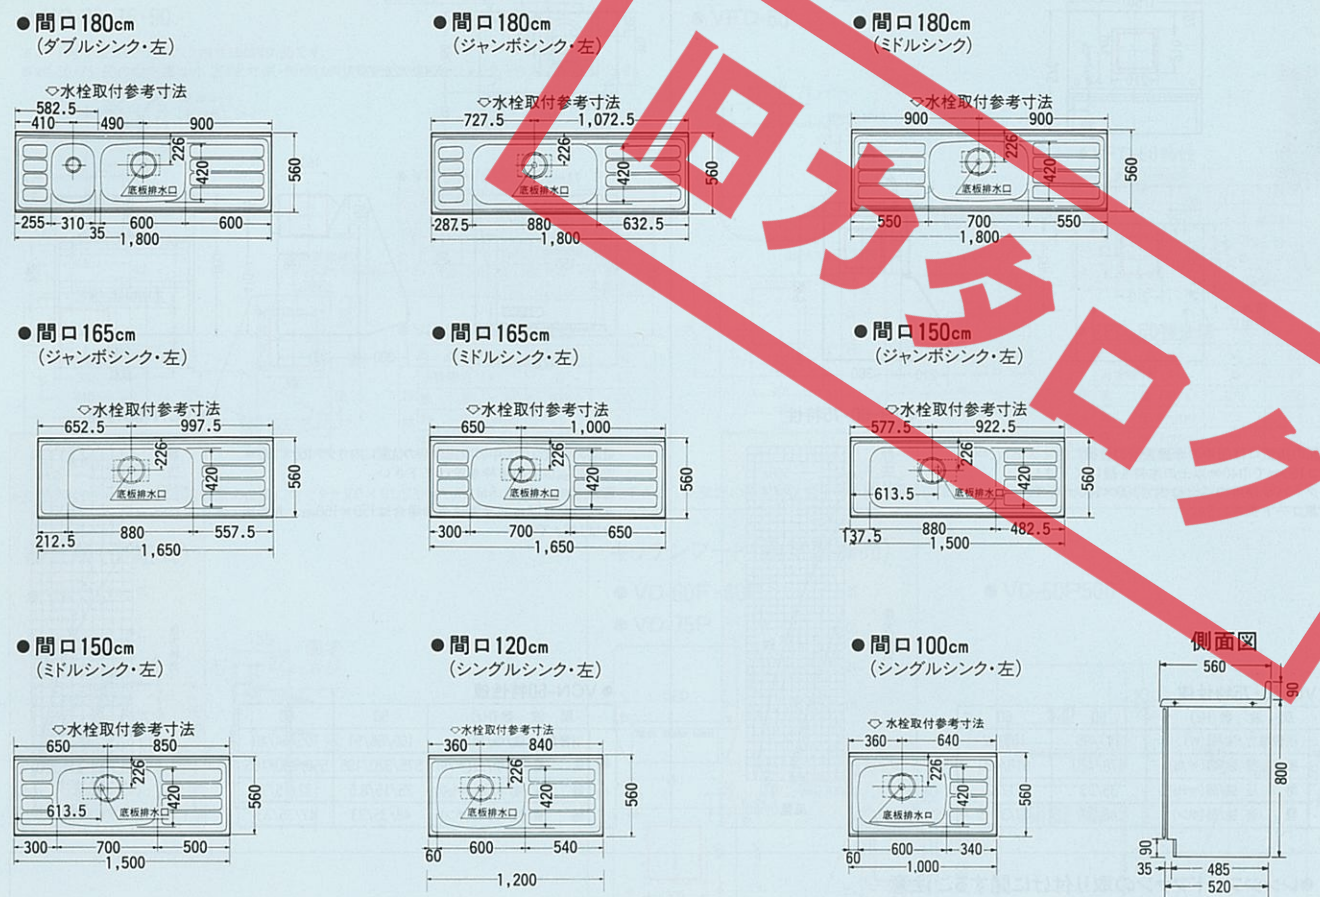 ●間口180cm
（ダブルシンク・左）
水栓取付参考寸法
582.5
410 490 900
226
420
560
底板排水口
255 310 35 600 600
1,800
●間口180cm
（ジャンボシンク・左）
水栓取付参考寸法
727.5 1,072.5
226
420
560
底板排水口
287.5 880 632.5
1,800
●間口180cm
（ミドルシンク）
水栓取付参考寸法
900 900
226
420
560
底板排水口
550 700 550
1,800
旧カタログ
●間口165cm
（ジャンボシンク・左）
水栓取付参考寸法
652.5 997.5
226
420
560
底板排水口
212.5 880 557.5
1,650
●間口165cm
（ミドルシンク・左）
水栓取付参考寸法
650 1,000
226
420
560
底板排水口
300 700 650
1,650
●間口150cm
（ジャンボシンク・左）
水栓取付参考寸法
577.5 922.5
226
420
560
613.5
底板排水口
137.5 880 482.5
1,500
●間口150cm
（ミドルシンク・左）
水栓取付参考寸法
650 850
226
420
560
613.5
底板排水口
300 700 500
1,500
●間口120cm
（シングルシンク・左）
水栓取付参考寸法
360 840
226
420
560
底板排水口
60 600 540
1,200
●間口100cm
（シングルシンク・左）
水栓取付参考寸法
360 640
226
420
560
底板排水口
60 600 340
1,000
側面図
560
90
800
90
35 485
520